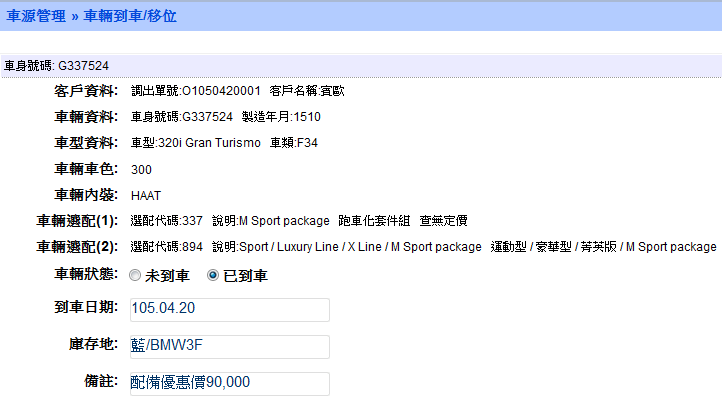 車源管理 » 車輛到車/移位
車身號碼: G337524
客戶資料: 調出單號:O1050420001 客戶名稱:賓歐
車輛資料: 車身號碼:G337524 製造年月:1510
車型資料: 車型:320i Gran Turismo 車類:F34
車輛車色: 300
車輛內裝: HAAT
車輛選配(1): 選配代碼:337 說明:M Sport package 跑車化套件組 查無定價
車輛選配(2): 選配代碼:894 說明:Sport / Luxury Line / X Line / M Sport package 運動型 / 豪華型 / 菁英版 / M Sport package
車輛狀態: 未到車 已到車
到車日期: 105.04.20
庫存地: 藍/BMW3F
備註: 配備優惠價90,000